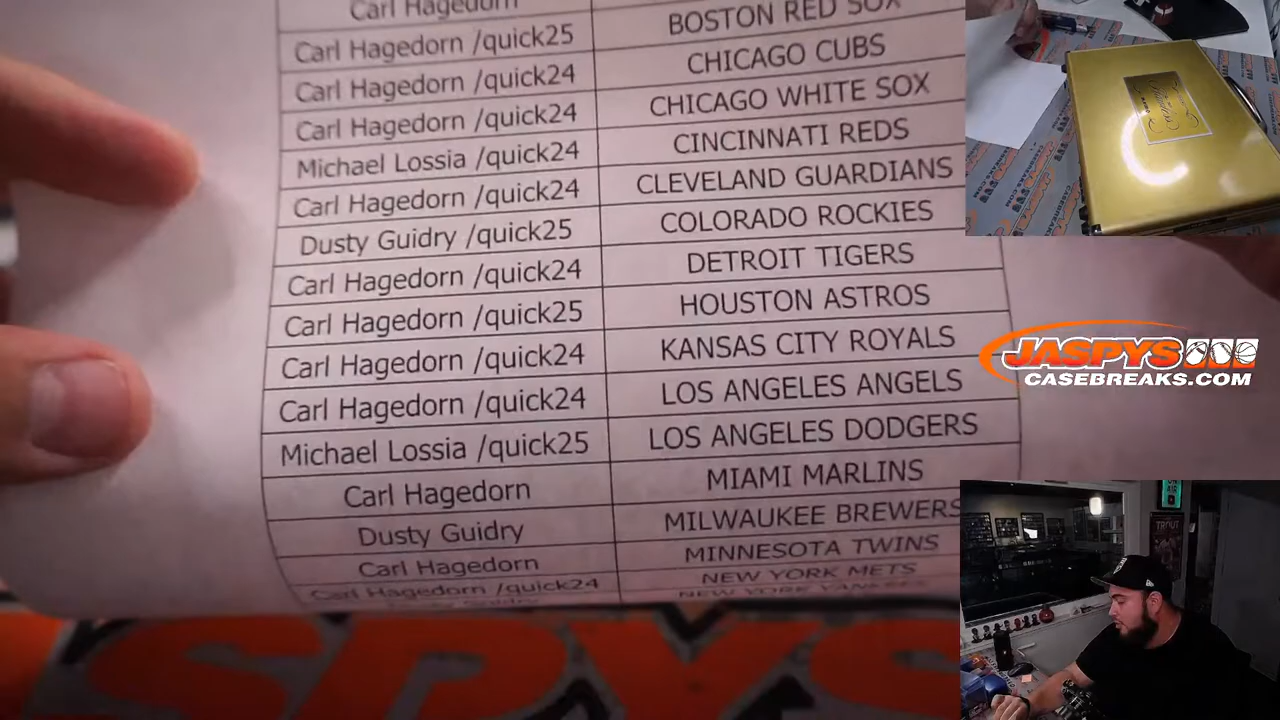 Carl Hagedorn
Carl Hagedorn /quick25 BOSTON RED SOX
Carl Hagedorn /quick24 CHICAGO CUBS
Carl Hagedorn /quick24 CHICAGO WHITE SOX
Michael Lossia /quick24 CINCINNATI REDS
Carl Hagedorn /quick24 CLEVELAND GUARDIANS
Dusty Guidry /quick25 COLORADO ROCKIES
Carl Hagedorn /quick24 DETROIT TIGERS
Carl Hagedorn /quick25 HOUSTON ASTROS
Carl Hagedorn /quick24 KANSAS CITY ROYALS
Carl Hagedorn /quick24 LOS ANGELES ANGELS
Michael Lossia /quick25 LOS ANGELES DODGERS
Carl Hagedorn MIAMI MARLINS
Dusty Guidry MILWAUKEE BREWERS
Carl Hagedorn MINNESOTA TWINS
Carl Hagedorn /quick24 NEW YORK METS
NEW YORK YANKEES
JASPYS
CASEBREAKS.COM
TROUT